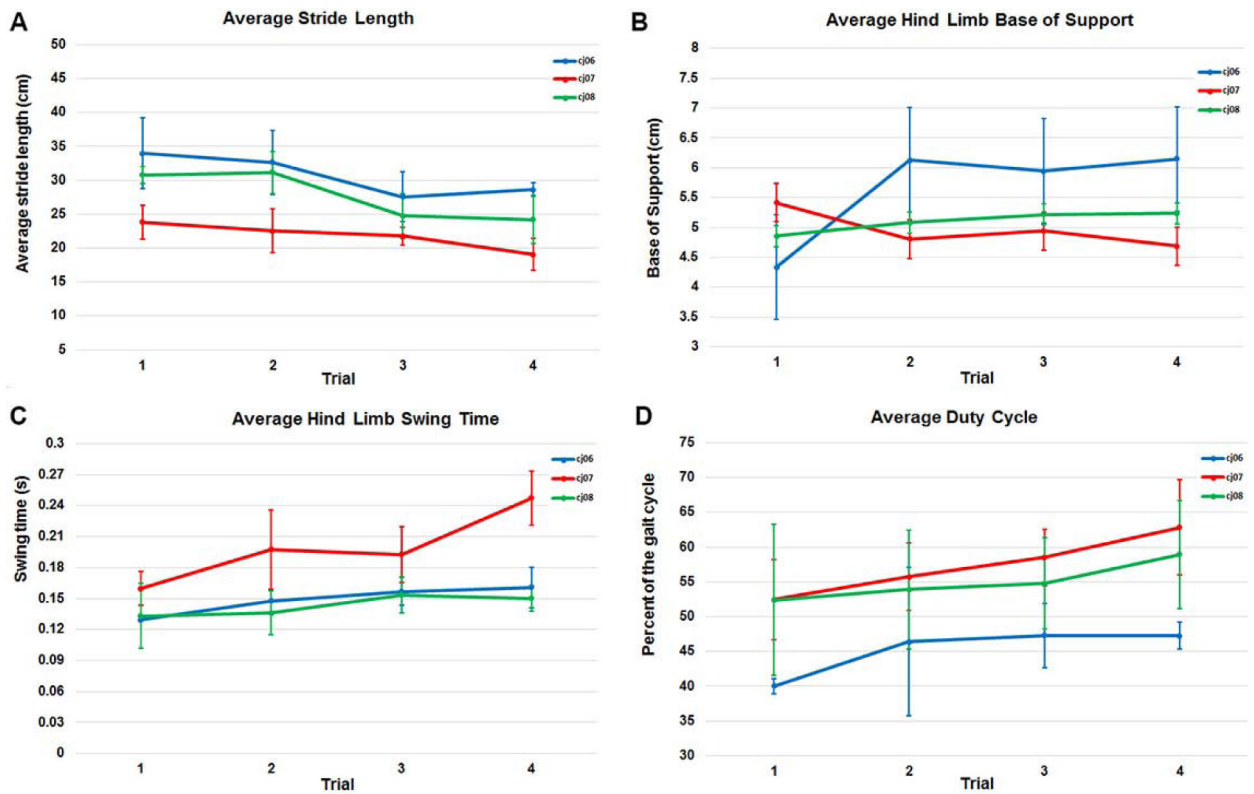 A
Average Stride Length
Average stride length (cm)
50
45
40
35
30
25
20
15
10
5
cj06
cj07
cj08
1 2 3 4
Trial
B
Average Hind Limb Base of Support
Base of Support (cm)
8
7.5
7
6.5
6
5.5
5
4.5
4
3.5
3
cj06
cj07
cj08
1 2 3 4
Trial
C
Average Hind Limb Swing Time
Swing time (s)
0.3
0.27
0.24
0.21
0.18
0.15
0.12
0.09
0.06
0.03
0
cj06
cj07
cj08
1 2 3 4
Trial
D
Average Duty Cycle
Percent of the gait cycle
75
70
65
60
55
50
45
40
35
30
cj06
cj07
cj08
1 2 3 4
Trial